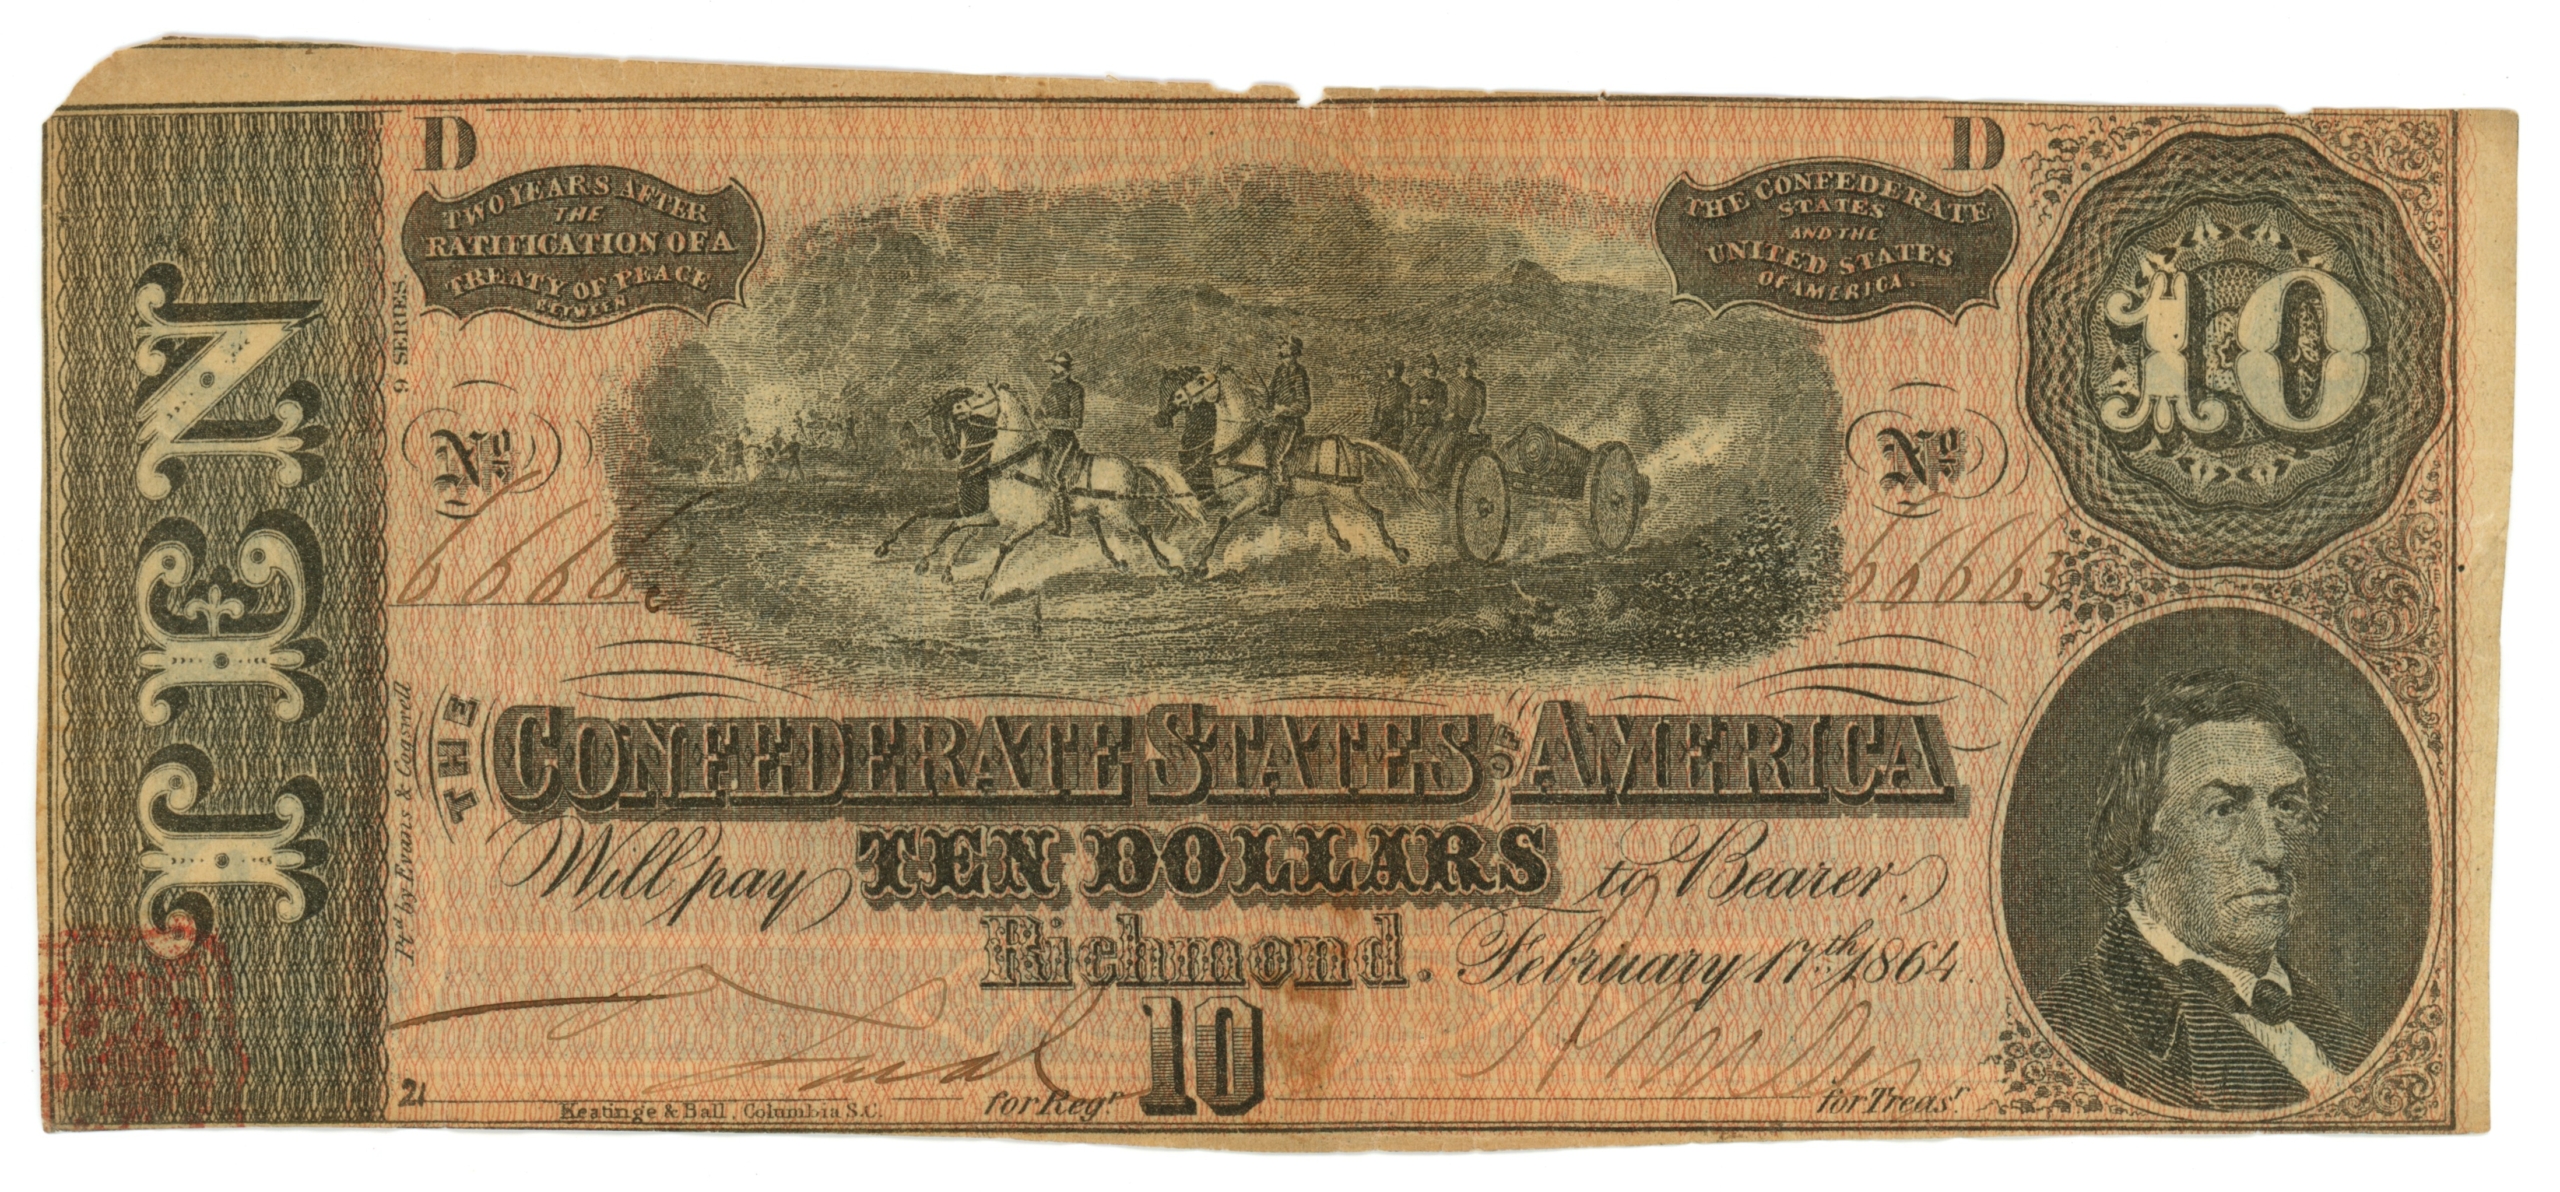 D
D
TWO YEARS AFTER
THE
RATIFICATION OF A
TREATY OF PEACE
BETWEEN
THE CONFEDERATE
STATES
AND THE
UNITED STATES
OF AMERICA.
10
TEN
9 SERIES
Nº
Nº
66663
Ptd by Evans & Cogswell
THE
CONFEDERATE STATES OF AMERICA
Will pay TEN DOLLARS to Bearer.
Richmond. February 17th 1864.
10
21
Keatinge & Ball, Columbia S.C.
for Regr.
for Treasr.